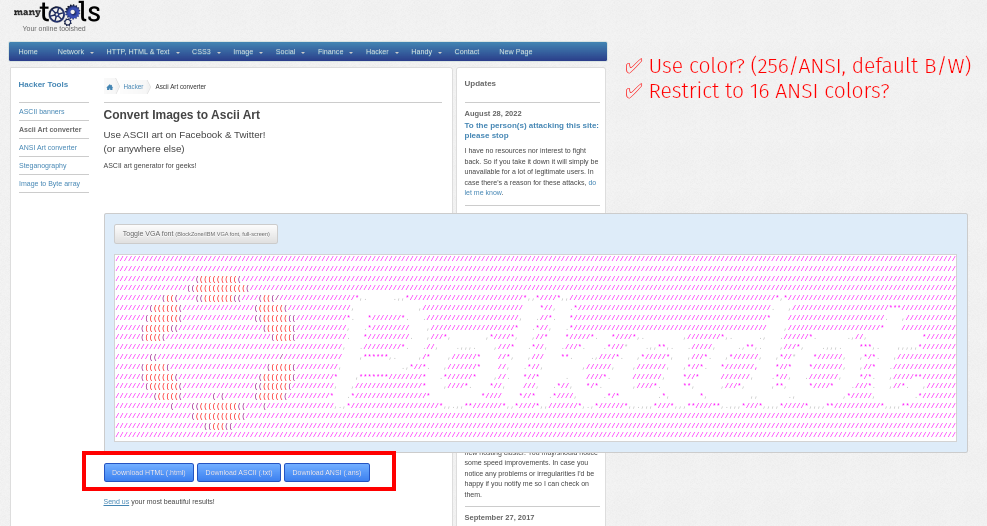 many tools
Your online toolshed
Home Network HTTP, HTML & Text CSS3 Image Social Finance Hacker Handy Contact New Page
✅ Use color? (256/ANSI, default B/W)
✅ Restrict to 16 ANSI colors?
Hacker Tools
ASCII banners
Ascii Art converter
ANSI Art converter
Steganography
Image to Byte array
Hacker Ascii Art converter
Convert Images to Ascii Art
Use ASCII art on Facebook & Twitter!
(or anywhere else)
ASCII art generator for geeks!
Updates
August 28, 2022
To the person(s) attacking this site:
please stop
I have no resources nor interest to fight
back. So if you take it down it will simply be
unavailable for a lot of legitimate users. In
case there's a reason for these attacks, do
let me know.
Toggle VGA font (BlockZone/IBM VGA font, full-screen)
new hosting cluster. You may/should notice
some speed improvements. In case you
notice any problems or irregularities I'd be
happy if you notify me so I can check on
them.
September 27, 2017
Download HTML (.html) Download ASCII (.txt) Download ANSI (.ans)
Send us your most beautiful results!